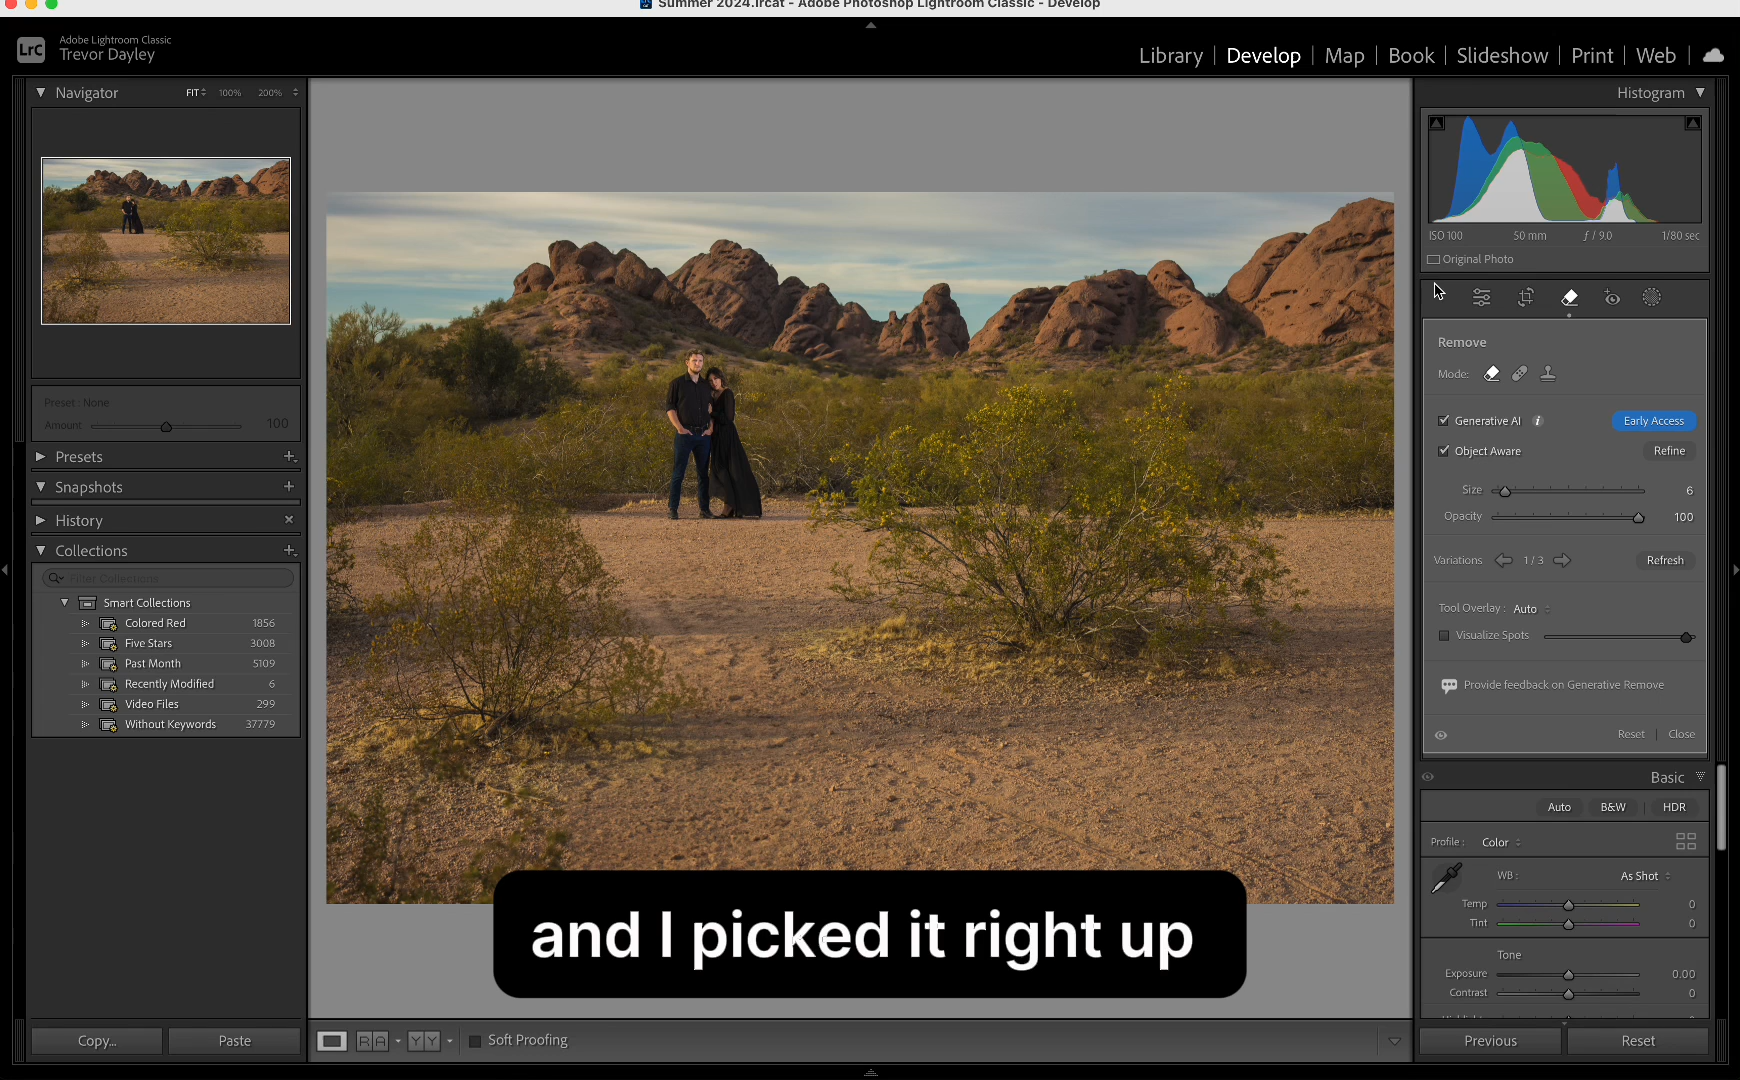 Summer 2024.lrcat - Adobe Photoshop Lightroom Classic - Develop
LrC
Adobe Lightroom Classic
Trevor Dayley
Library | Develop | Map | Book | Slideshow | Print | Web
Navigator
FIT
100%
200%
Preset : None
Amount
100
Presets
Snapshots
History
Collections
Filter Collections
Smart Collections
Colored Red 1856
Five Stars 3008
Past Month 5109
Recently Modified 6
Video Files 299
Without Keywords 37779
Copy...
Paste
and I picked it right up
R A
Y Y
Soft Proofing
Histogram
ISO 100 50 mm ƒ / 9.0 1/80 sec
Original Photo
Remove
Mode:
Generative AI i Early Access
Object Aware Refine
Size 6
Opacity 100
Variations 1 / 3 Refresh
Tool Overlay : Auto
Visualize Spots
Provide feedback on Generative Remove
Reset | Close
Basic
Auto B&W | HDR
Profile : Color
WB : As Shot
Temp 0
Tint 0
Tone
Exposure 0.00
Contrast 0
Previous
Reset